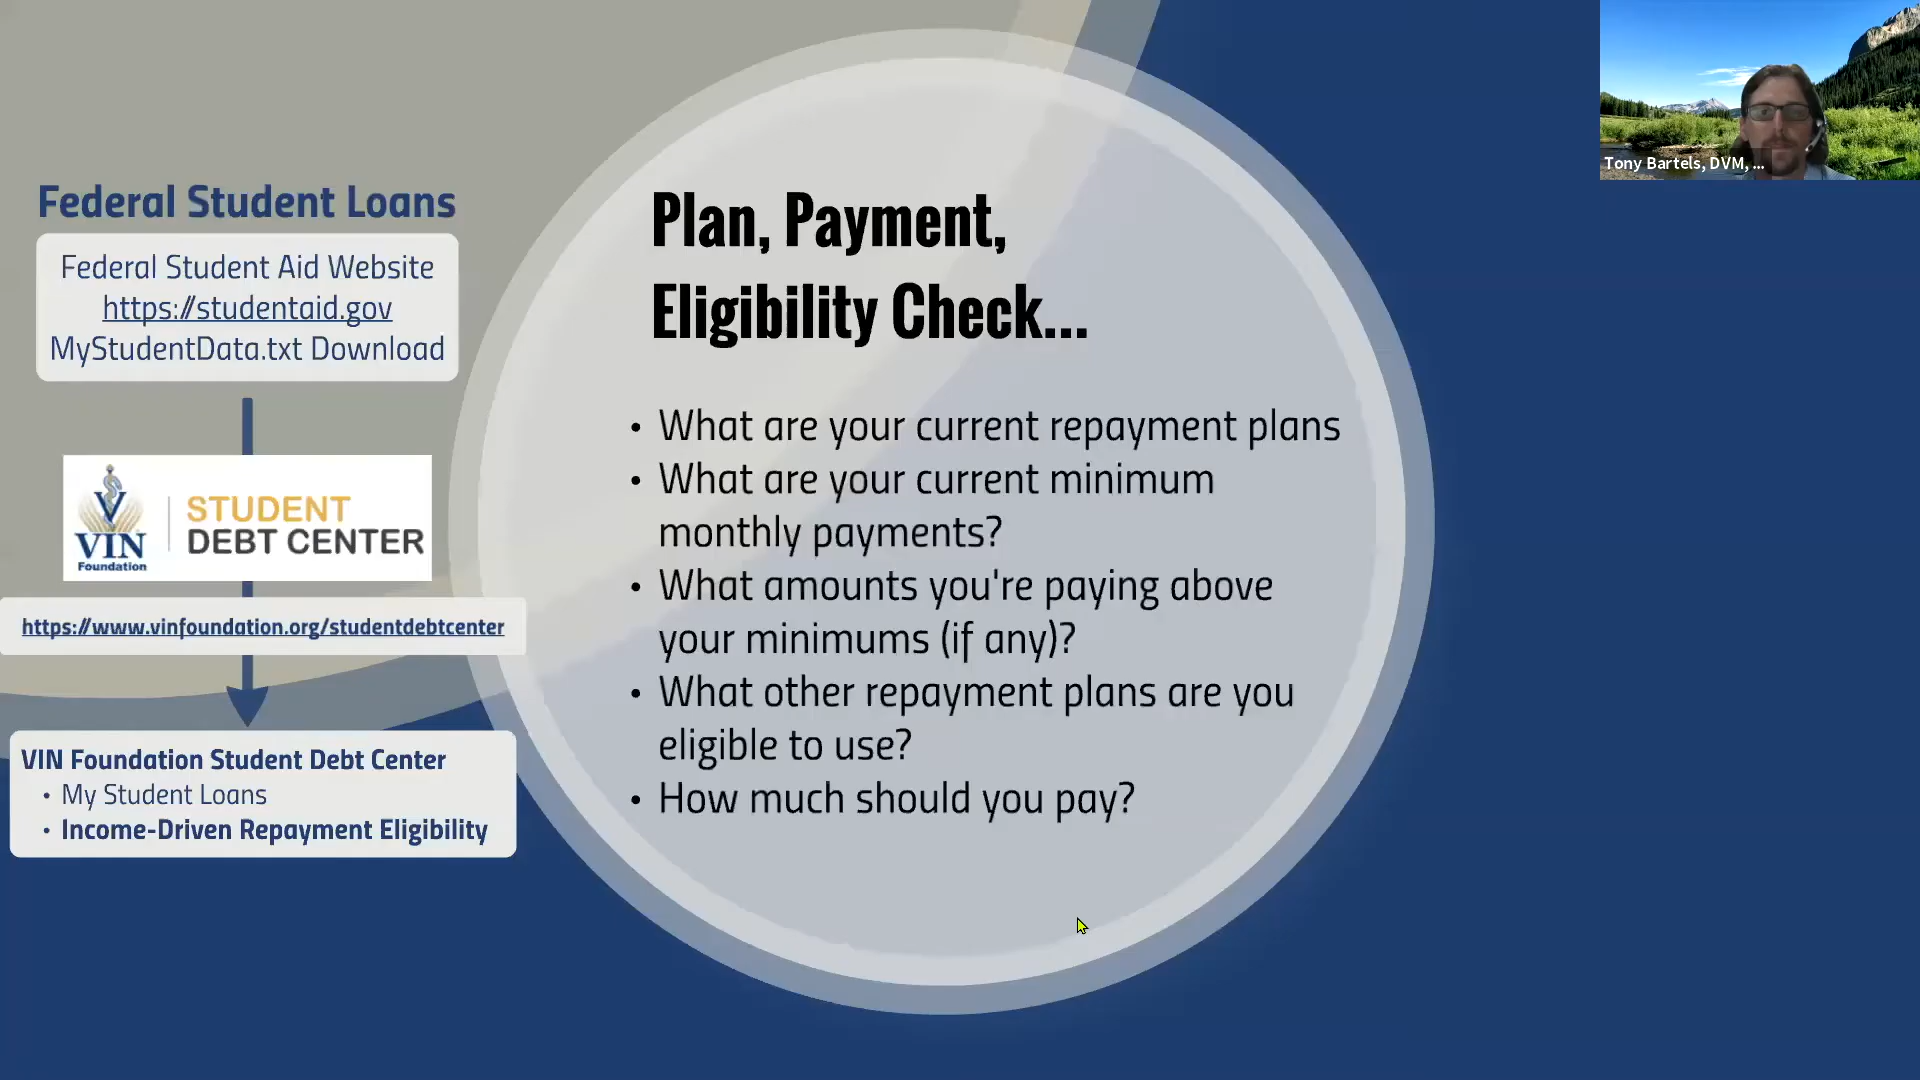 Federal Student Loans
Federal Student Aid Website
https://studentaid.gov
MyStudentData.txt Download
VIN
Foundation
STUDENT
DEBT CENTER
https://www.vinfoundation.org/studentdebtcenter
VIN Foundation Student Debt Center
• My Student Loans
• Income-Driven Repayment Eligibility
Plan, Payment,
Eligibility Check...
• What are your current repayment plans
• What are your current minimum
monthly payments?
• What amounts you're paying above
your minimums (if any)?
• What other repayment plans are you
eligible to use?
• How much should you pay?
Tony Bartels, DVM, ...